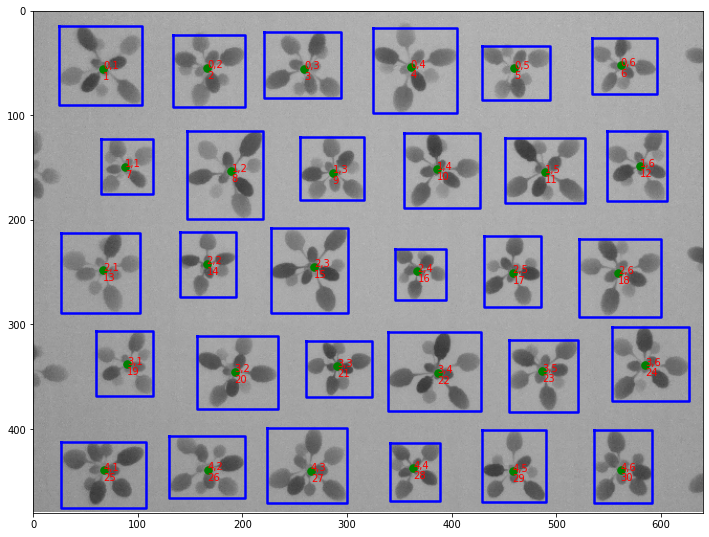 0
0,1 0,2 0,3 0,4 0,5 0,6
1 2 3 4 5 6
100
1,1 1,2 1,3 1,4 1,5 1,6
7 8 9 10 11 12
200
2,1 2,2 2,3 2,4 2,5 2,6
13 14 15 16 17 18
300
3,1 3,2 3,3 3,4 3,5 3,6
19 20 21 22 23 24
400
4,1 4,2 4,3 4,4 4,5 4,6
25 26 27 28 29 30
0 100 200 300 400 500 600